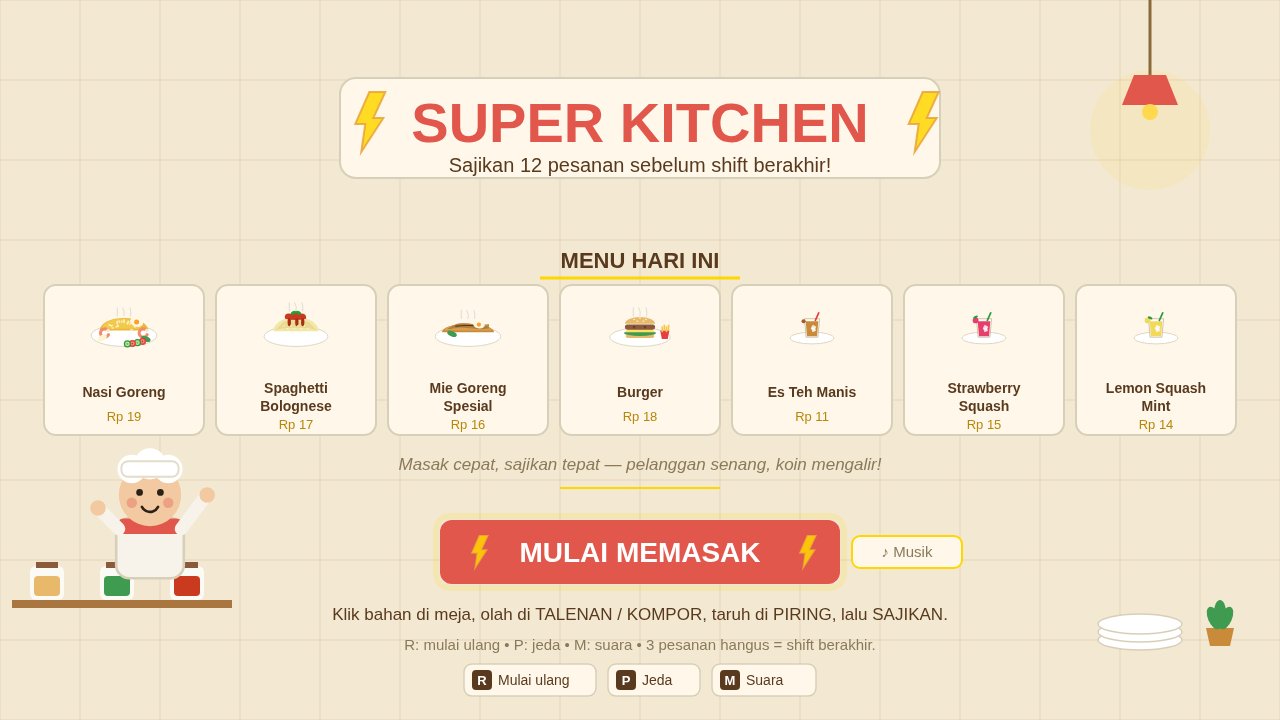 SUPER KITCHEN
Sajikan 12 pesanan sebelum shift berakhir!
MENU HARI INI
Nasi Goreng
Rp 19
Spaghetti
Bolognese
Rp 17
Mie Goreng
Spesial
Rp 16
Burger
Rp 18
Es Teh Manis
Rp 11
Strawberry
Squash
Rp 15
Lemon Squash
Mint
Rp 14
Masak cepat, sajikan tepat — pelanggan senang, koin mengalir!
MULAI MEMASAK
♪ Musik
Klik bahan di meja, olah di TALENAN / KOMPOR, taruh di PIRING, lalu SAJIKAN.
R: mulai ulang • P: jeda • M: suara • 3 pesanan hangus = shift berakhir.
R Mulai ulang
P Jeda
M Suara